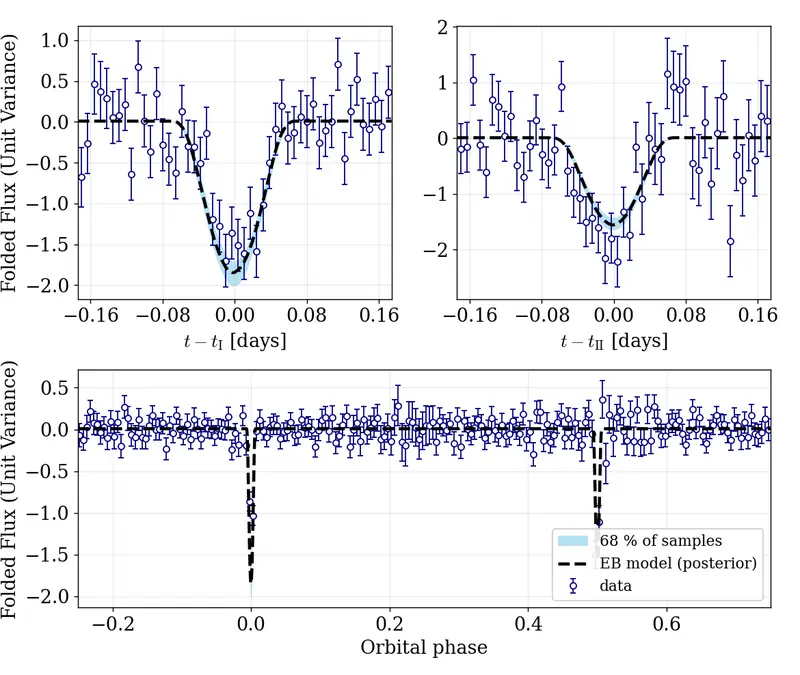 Folded Flux (Unit Variance)
1.0
0.5
0.0
−0.5
−1.0
−1.5
−2.0
−0.16 −0.08 0.00 0.08 0.16
t − t_I [days]
2
1
0
−1
−2
−0.16 −0.08 0.00 0.08 0.16
t − t_II [days]
Folded Flux (Unit Variance)
0.5
0.0
−0.5
−1.0
−1.5
−2.0
68 % of samples
EB model (posterior)
data
−0.2 0.0 0.2 0.4 0.6
Orbital phase